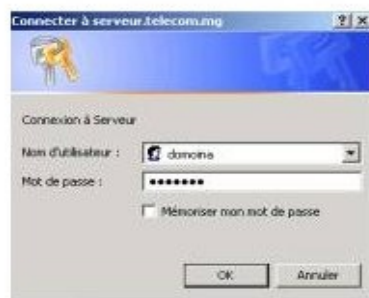 Connecter à serveur.telecom.mg
Connexion à Serveur
Nom d'utilisateur :
domoina
Mot de passe :
•••••••
Mémoriser mon mot de passe
OK
Annuler